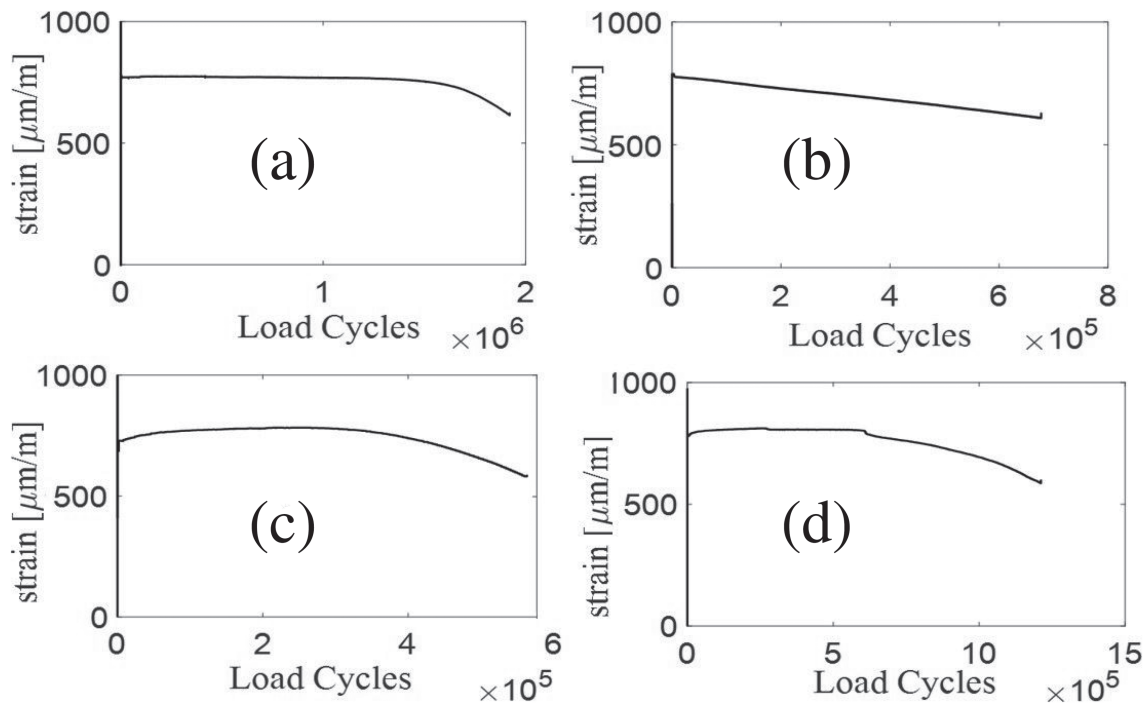 1000
500
0
strain [μm/m]
(a)
0 1 2
Load Cycles ×10^6
1000
500
0
strain [μm/m]
(b)
0 2 4 6 8
Load Cycles ×10^5
1000
500
0
strain [μm/m]
(c)
0 2 4 6
Load Cycles ×10^5
1000
500
0
strain [μm/m]
(d)
0 5 10 15
Load Cycles ×10^5